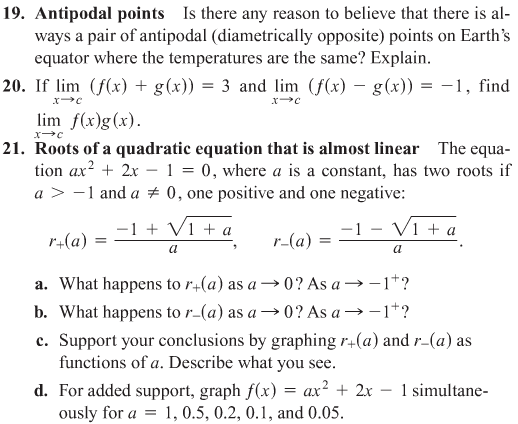 19. Antipodal points Is there any reason to believe that there is al-
ways a pair of antipodal (diametrically opposite) points on Earth's
equator where the temperatures are the same? Explain.
20. If lim x→c (f(x) + g(x)) = 3 and lim x→c (f(x) − g(x)) = −1, find
lim x→c f(x)g(x).
21. Roots of a quadratic equation that is almost linear The equa-
tion ax² + 2x − 1 = 0, where a is a constant, has two roots if
a > −1 and a ≠ 0, one positive and one negative:
r₊(a) = (−1 + √(1 + a))/a, r₋(a) = (−1 − √(1 + a))/a.
a. What happens to r₊(a) as a → 0? As a → −1⁺?
b. What happens to r₋(a) as a → 0? As a → −1⁺?
c. Support your conclusions by graphing r₊(a) and r₋(a) as
functions of a. Describe what you see.
d. For added support, graph f(x) = ax² + 2x − 1 simultane-
ously for a = 1, 0.5, 0.2, 0.1, and 0.05.